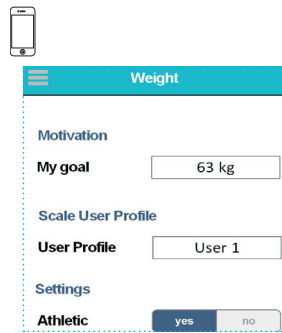 Weight
Motivation
My goal 63 kg
Scale User Profile
User Profile User 1
Settings
Athletic yes no